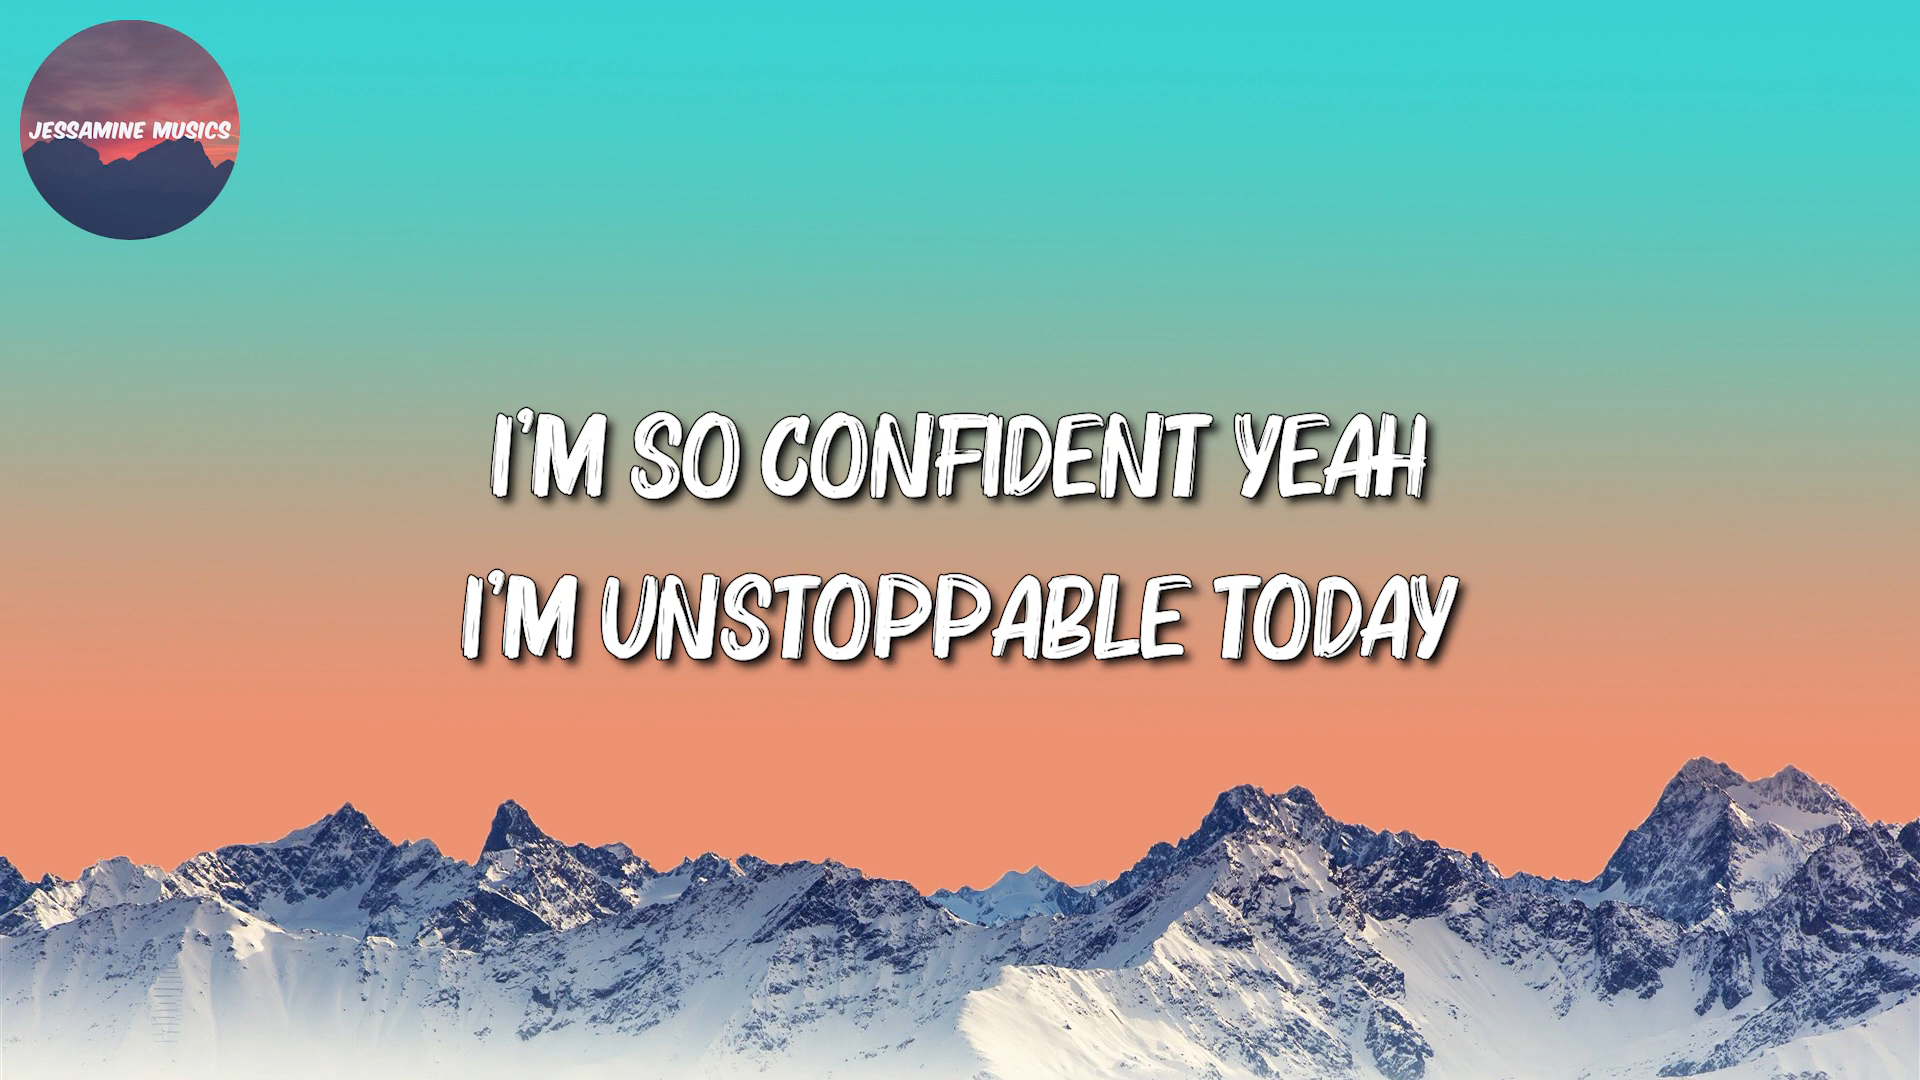 JESSAMINE MUSICS
I'M SO CONFIDENT YEAH
I'M UNSTOPPABLE TODAY